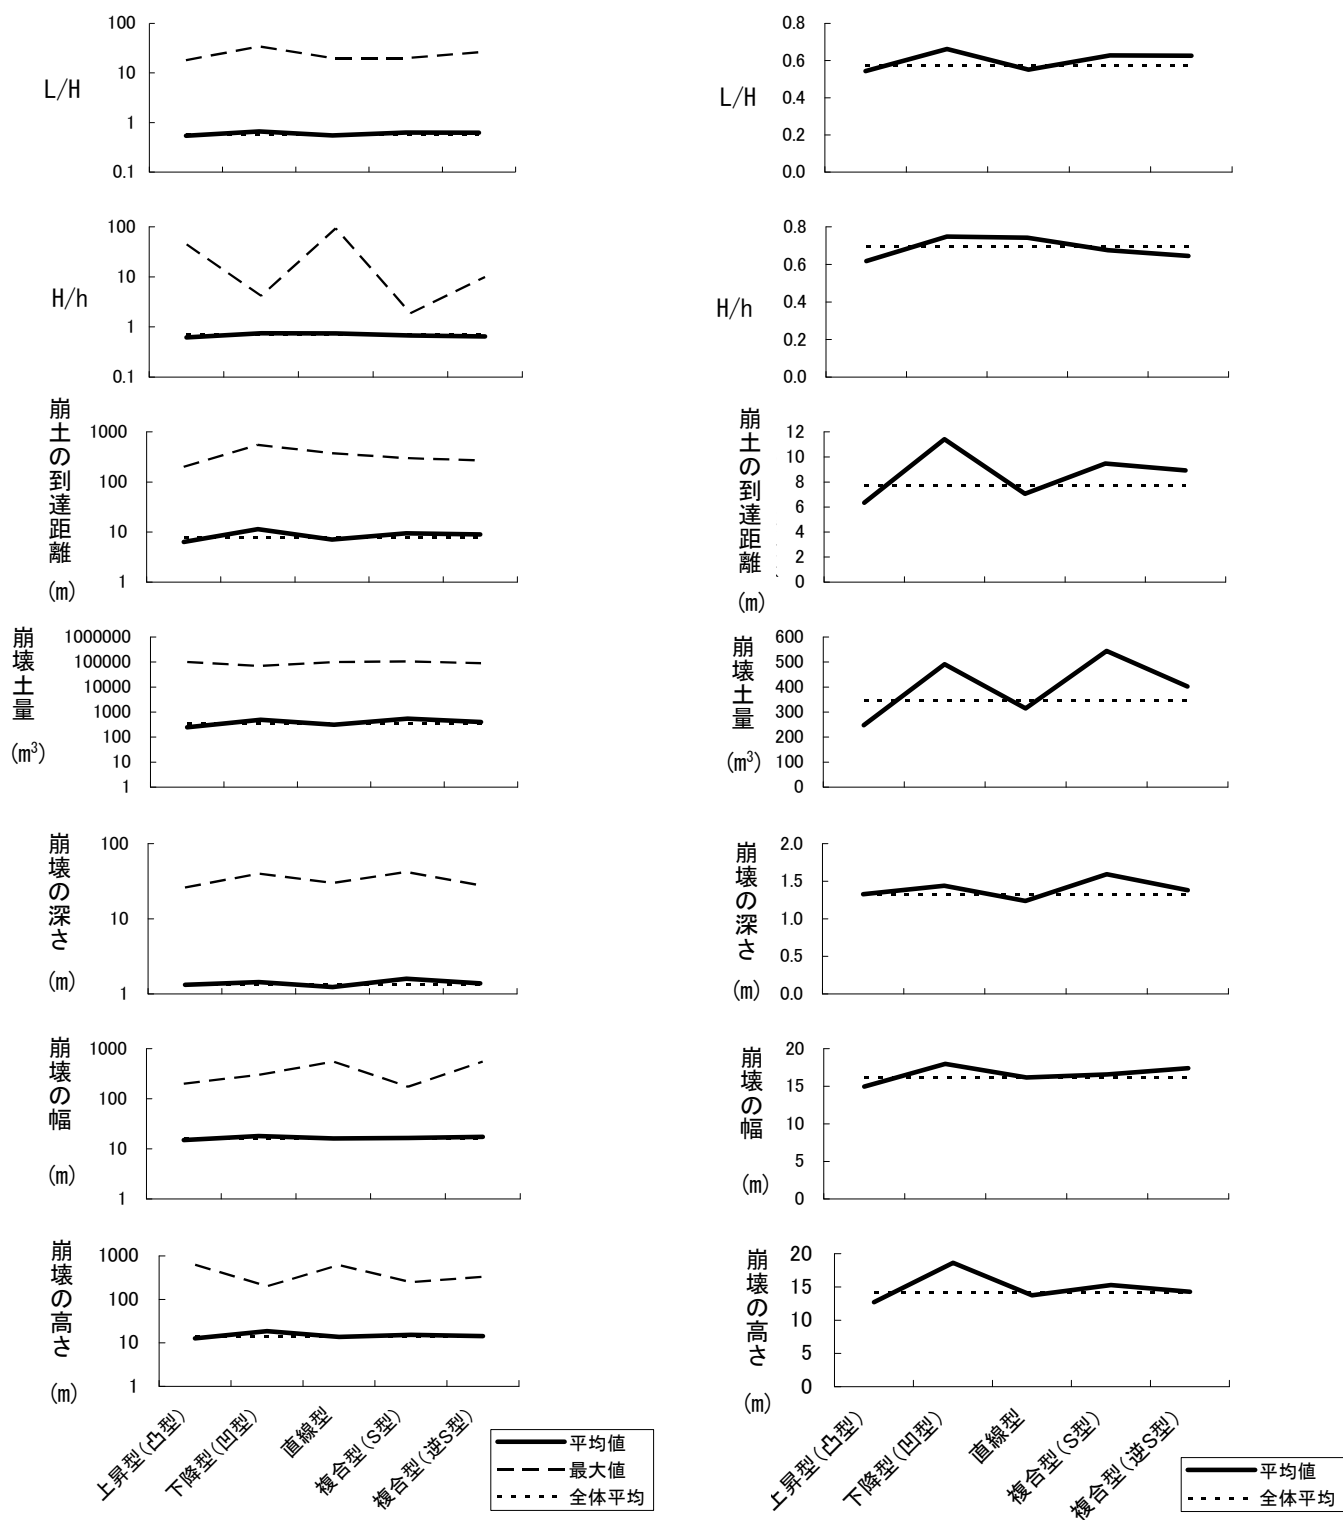 L/H
100
10
1
0.1
H/h
100
10
1
0.1
崩土の到達距離
(m)
1000
100
10
1
崩壊土量
(m³)
1000000
100000
10000
1000
100
10
1
崩壊の深さ
(m)
100
10
1
崩壊の幅
(m)
1000
100
10
1
崩壊の高さ
(m)
1000
100
10
1
上昇型(凸型)
下降型(凹型)
直線型
複合型(S型)
複合型(逆S型)
平均値
最大値
全体平均
L/H
0.8
0.6
0.4
0.2
0.0
H/h
0.8
0.6
0.4
0.2
0.0
崩土の到達距離
(m)
12
10
8
6
4
2
0
崩壊土量
(m³)
600
500
400
300
200
100
0
崩壊の深さ
(m)
2.0
1.5
1.0
0.5
0.0
崩壊の幅
(m)
20
15
10
5
0
崩壊の高さ
(m)
20
15
10
5
0
上昇型(凸型)
下降型(凹型)
直線型
複合型(S型)
複合型(逆S型)
平均値
全体平均